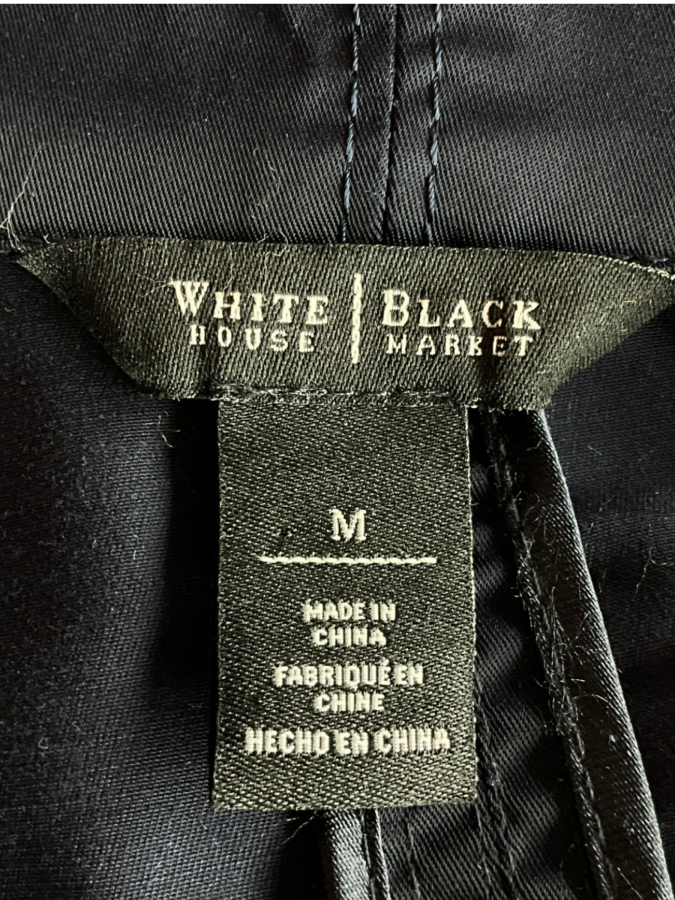 WHITE | BLACK
HOUSE | MARKET
M
MADE IN
CHINA
FABRIQUÉ EN
CHINE
HECHO EN CHINA